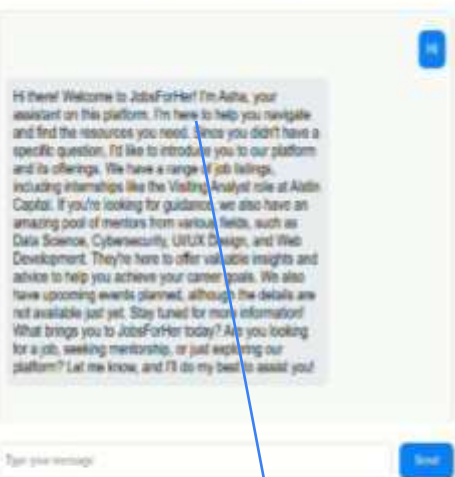 Hi
Hi there! Welcome to JobsForHer! I'm Asha, your
assistant on this platform. I'm here to help you navigate
and find the resources you need. Since you didn't have a
specific question, I'd like to introduce you to our platform
and its offerings. We have a range of job listings,
including internships like the Visiting Analyst role at
Capital. If you're looking for guidance, we also have an
amazing pool of mentors from various fields, such as
Data Science, Cybersecurity, UI/UX Design, and Web
Development. They're here to offer valuable insights and
advice to help you achieve your career goals. We also
have upcoming events planned, although the details are
not available just yet. Stay tuned for more information!
What brings you to JobsForHer today? Are you looking
for a job, seeking mentorship, or just exploring our
platform? Let me know, and I'll do my best to assist you!
Type your message
Send